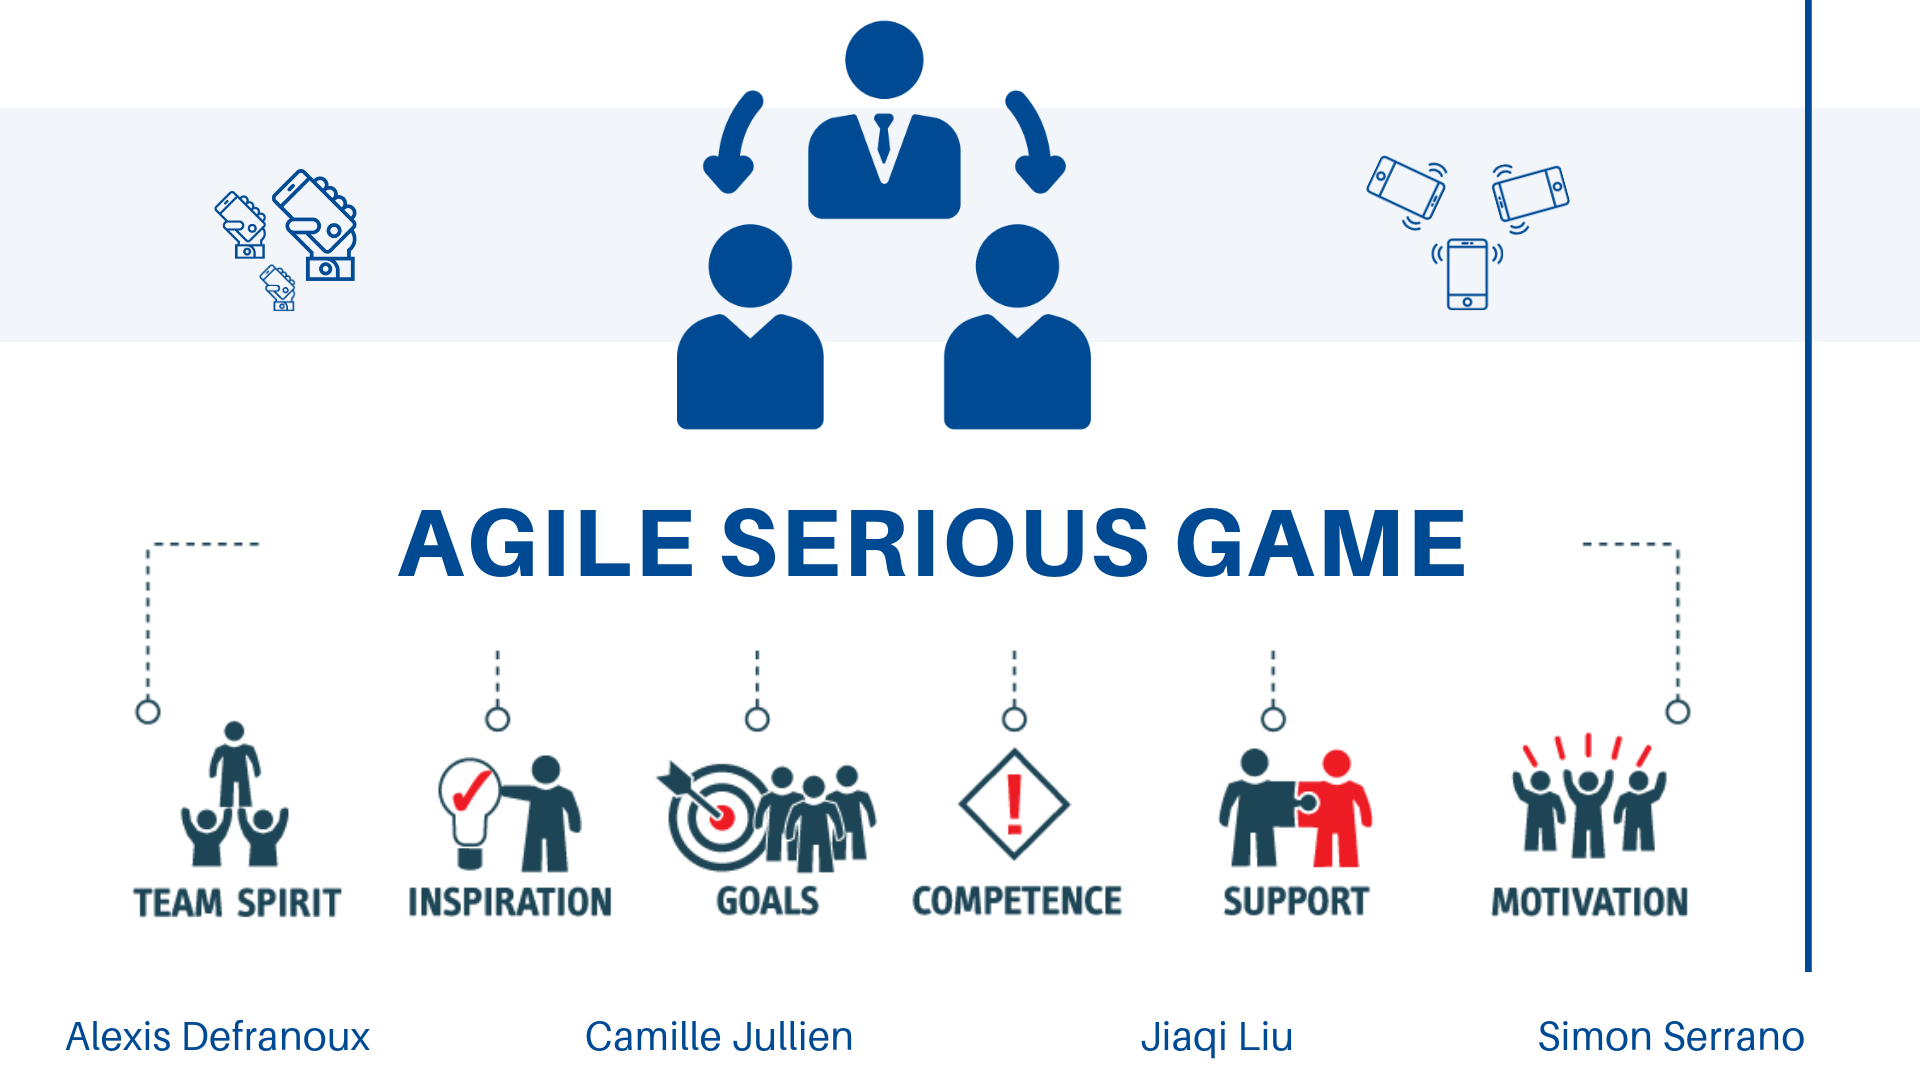 AGILE SERIOUS GAME
TEAM SPIRIT
INSPIRATION
GOALS
COMPETENCE
SUPPORT
MOTIVATION
Alexis Defranoux
Camille Jullien
Jiaqi Liu
Simon Serrano